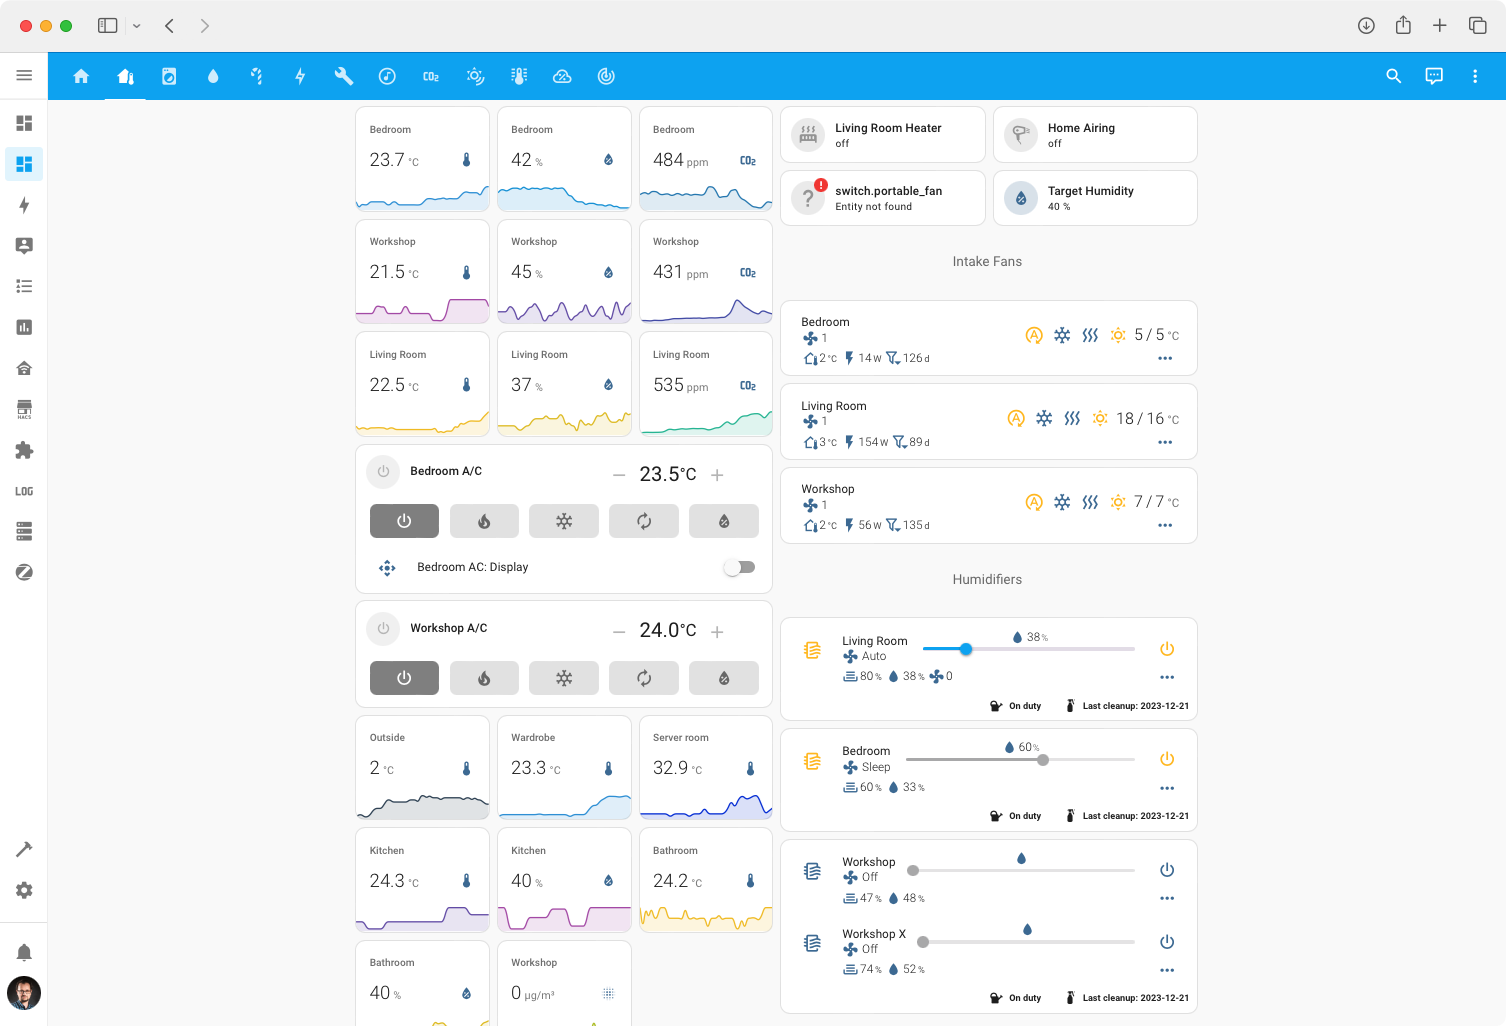 CO₂
HACS
LOG
Bedroom
23.7 °C
Bedroom
42 %
Bedroom
484 ppm
CO₂
Workshop
21.5 °C
Workshop
45 %
Workshop
431 ppm
CO₂
Living Room
22.5 °C
Living Room
37 %
Living Room
535 ppm
CO₂
Bedroom A/C
− 23.5°C +
Bedroom AC: Display
Workshop A/C
− 24.0°C +
Outside
2 °C
Wardrobe
23.3 °C
Server room
32.9 °C
Kitchen
24.3 °C
Kitchen
40 %
Bathroom
24.2 °C
Bathroom
40 %
Workshop
0 µg/m³
Living Room Heater
off
Home Airing
off
?
!
switch.portable_fan
Entity not found
Target Humidity
40 %
Intake Fans
Bedroom
1
2°C 14 W 126 d
A 5 / 5 °C
Living Room
1
3°C 154 W 89 d
A 18 / 16 °C
Workshop
1
2°C 56 W 135 d
A 7 / 7 °C
Humidifiers
Living Room
Auto
38%
80 % 38 % 0
On duty Last cleanup: 2023-12-21
Bedroom
Sleep
60%
60 % 33 %
On duty Last cleanup: 2023-12-21
Workshop
Off
47 % 48 %
Workshop X
Off
74 % 52 %
On duty Last cleanup: 2023-12-21